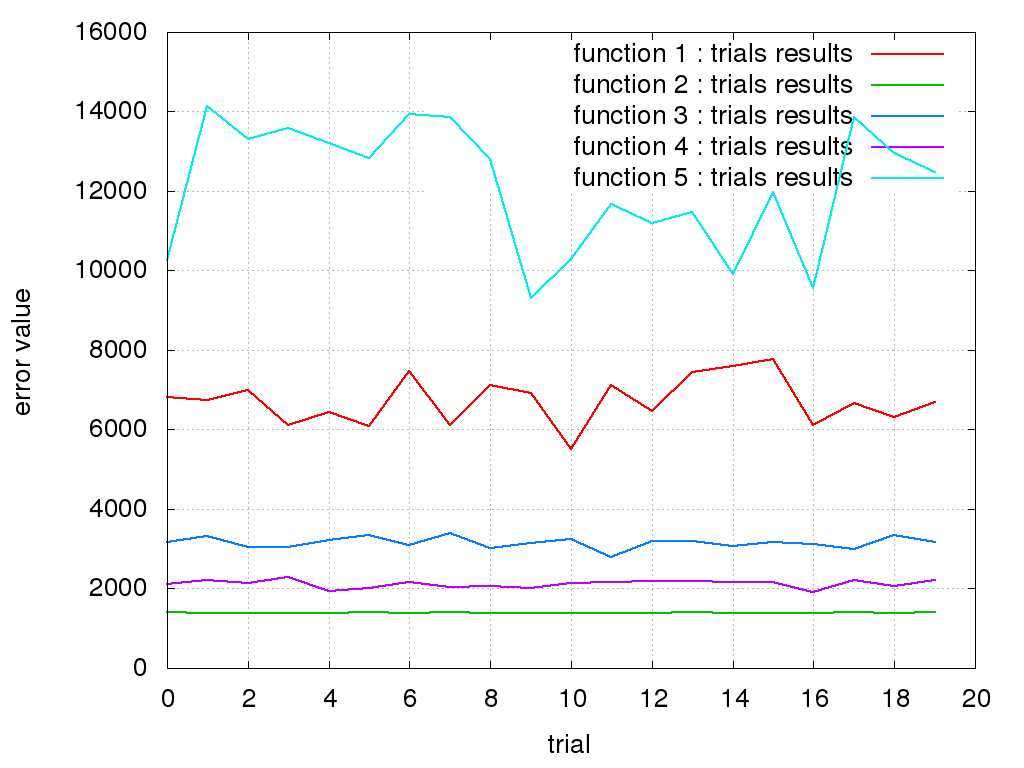 16000
14000
12000
10000
8000
6000
4000
2000
0
error value
function 1 : trials results
function 2 : trials results
function 3 : trials results
function 4 : trials results
function 5 : trials results
0 2 4 6 8 10 12 14 16 18 20
trial